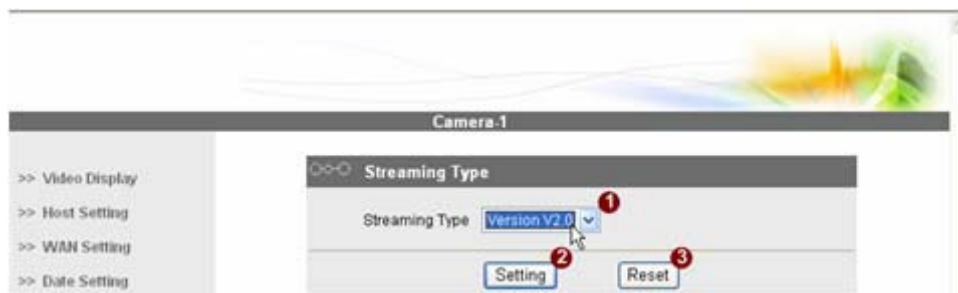 Camera-1
>> Video Display
>> Host Setting
>> WAN Setting
>> Date Setting
Streaming Type
Streaming Type Version V2.0 1
Setting 2 Reset 3